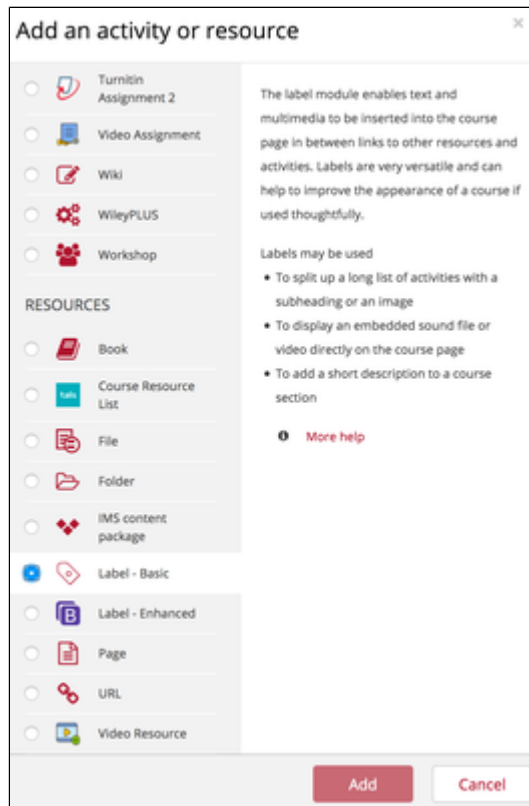 Add an activity or resource
×
Turnitin
Assignment 2
Video Assignment
Wiki
WileyPLUS
Workshop
RESOURCES
Book
talis
Course Resource
List
File
Folder
IMS content
package
Label - Basic
B
Label - Enhanced
Page
URL
Video Resource
The label module enables text and
multimedia to be inserted into the course
page in between links to other resources and
activities. Labels are very versatile and can
help to improve the appearance of a course if
used thoughtfully.
Labels may be used
• To split up a long list of activities with a
subheading or an image
• To display an embedded sound file or
video directly on the course page
• To add a short description to a course
section
More help
Add
Cancel